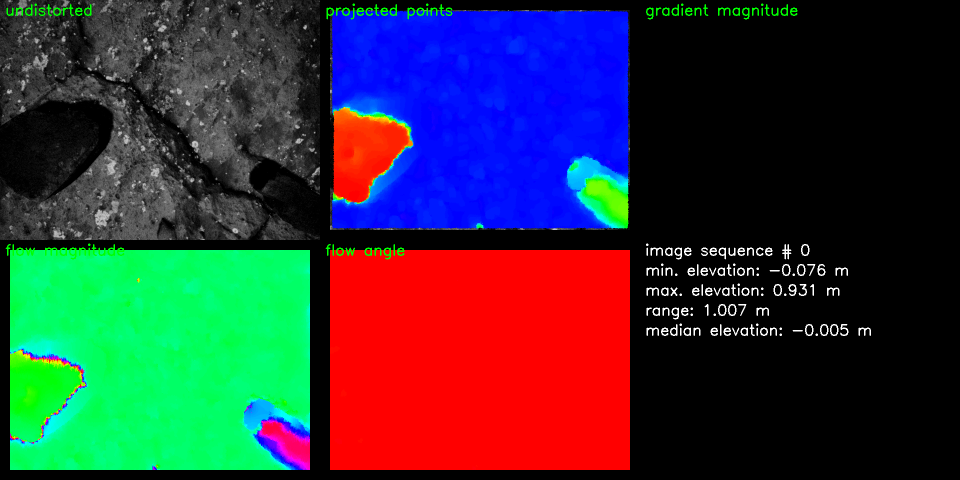 undistorted
projected points
gradient magnitude
flow magnitude
flow angle
image sequence # 0
min. elevation: −0.076 m
max. elevation: 0.931 m
range: 1.007 m
median elevation: −0.005 m